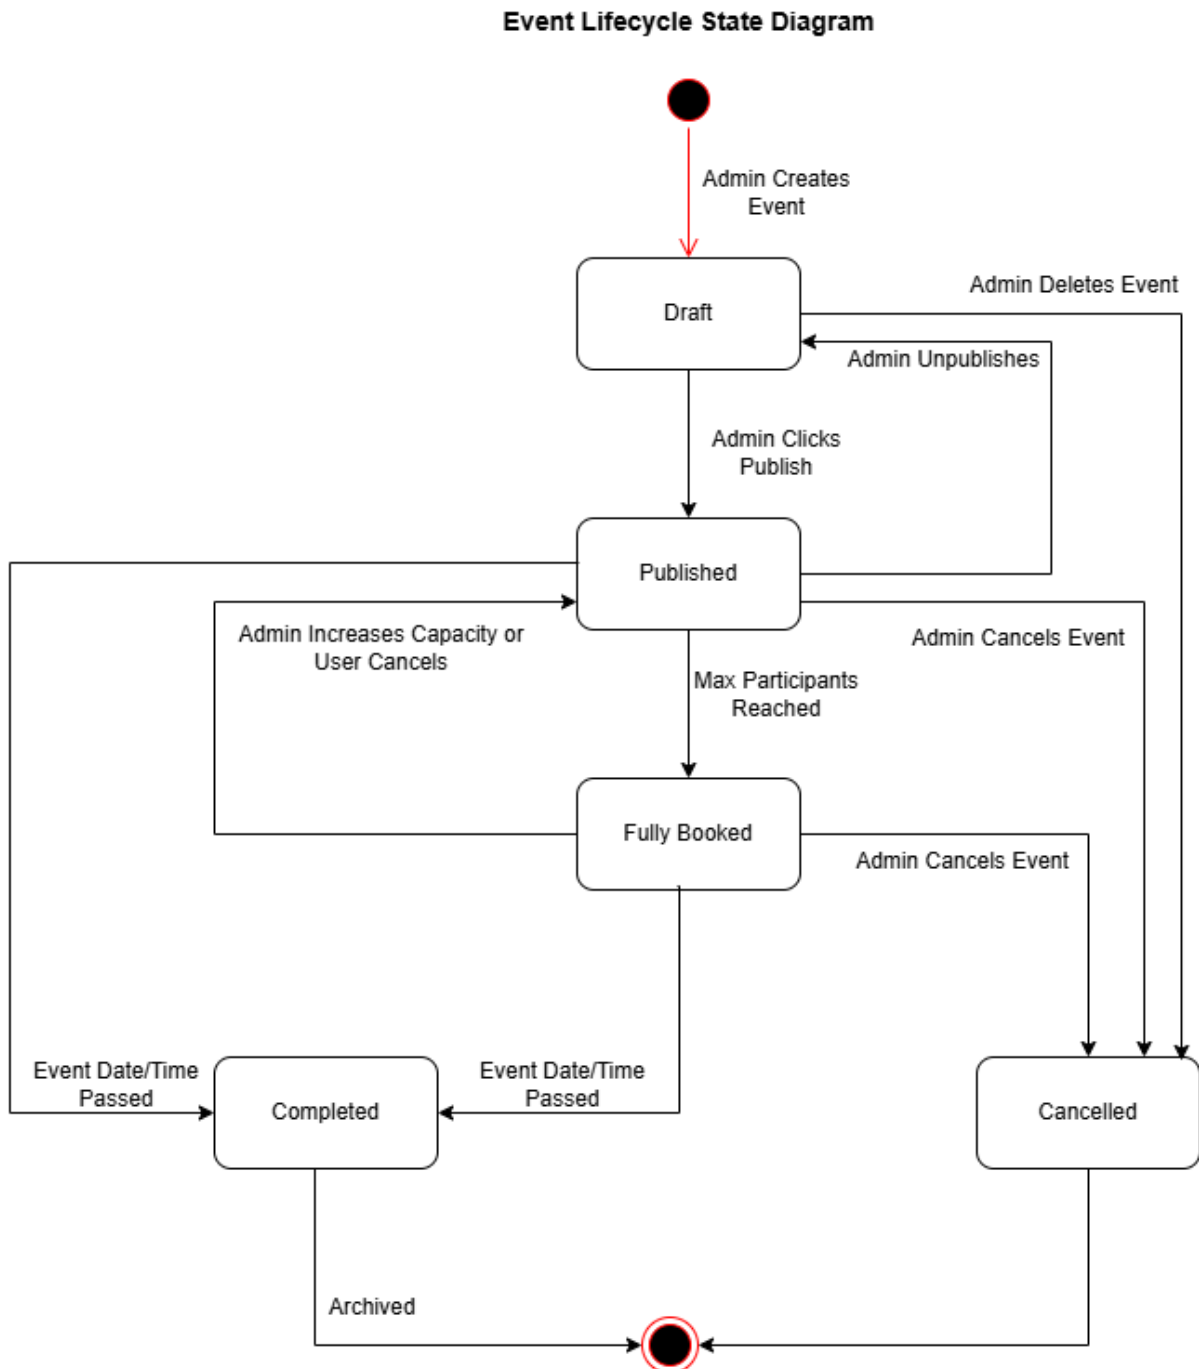 Event Lifecycle State Diagram
Admin Creates
Event
Admin Deletes Event
Draft
Admin Unpublishes
Admin Clicks
Publish
Published
Admin Increases Capacity or
User Cancels
Admin Cancels Event
Max Participants
Reached
Fully Booked
Admin Cancels Event
Event Date/Time
Passed
Completed
Event Date/Time
Passed
Cancelled
Archived